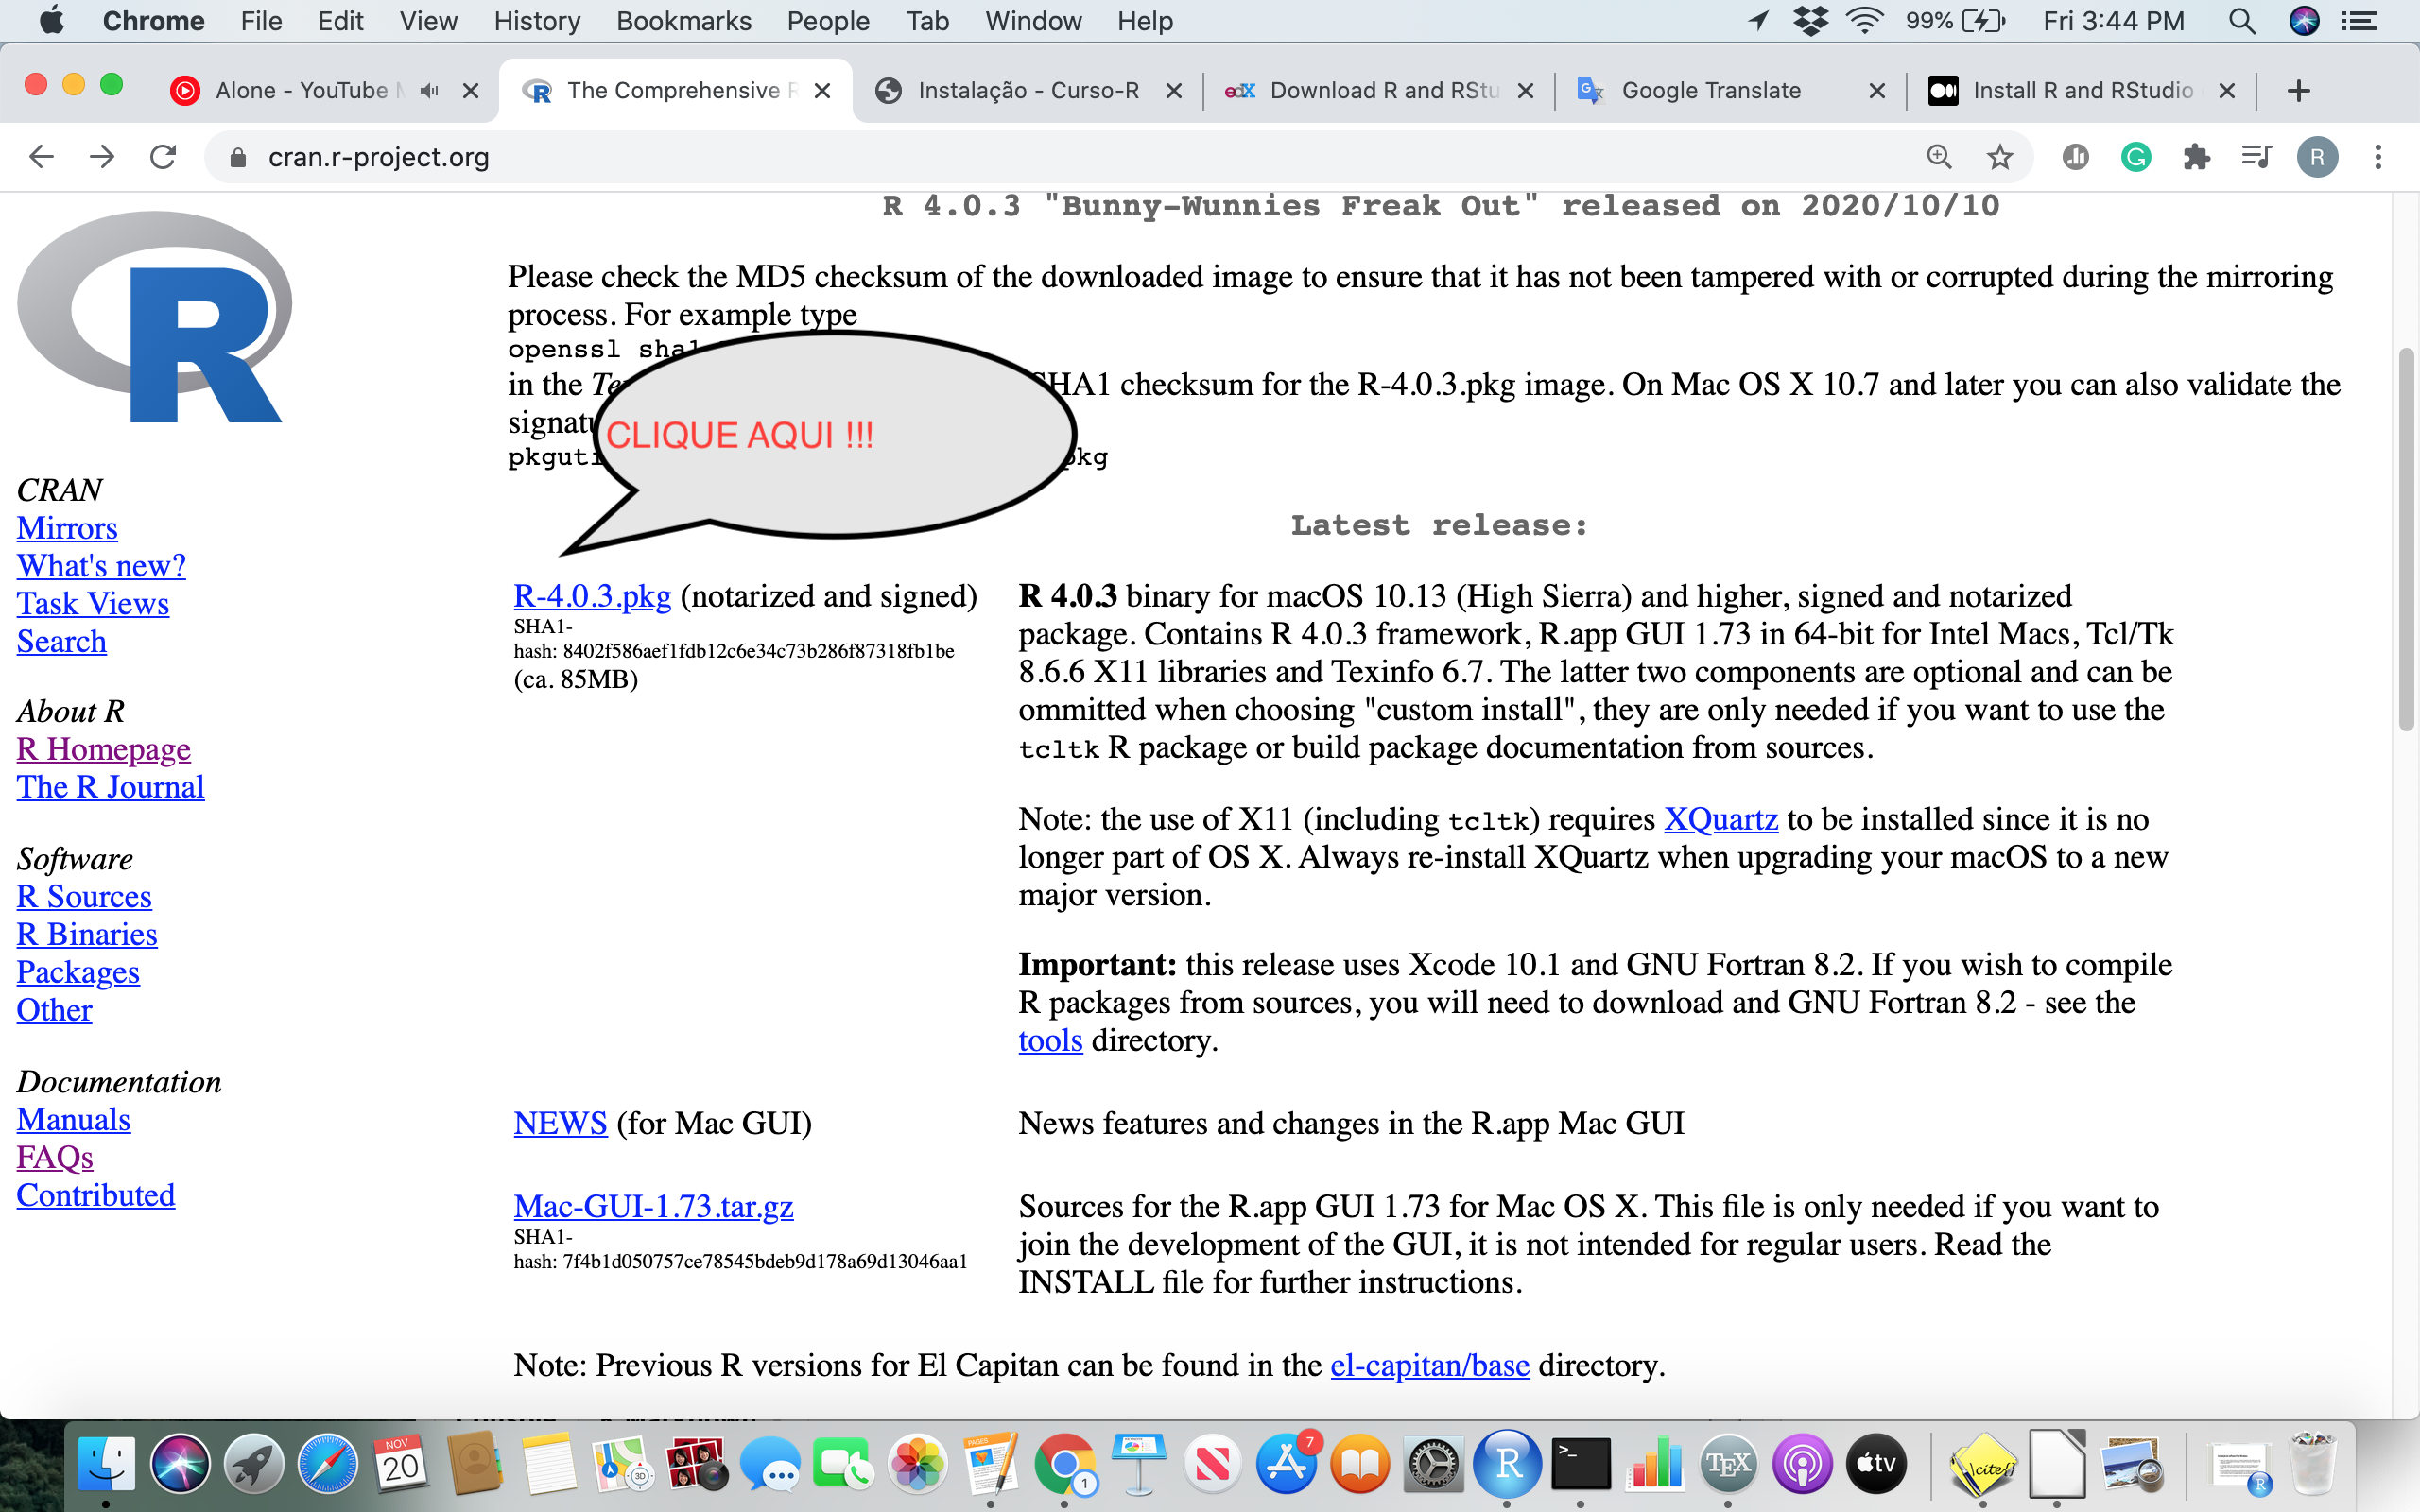 Chrome File Edit View History Bookmarks People Tab Window Help 99% Fri 3:44 PM
Alone - YouTube M The Comprehensive R Instalação - Curso-R edX Download R and RStu Google Translate Install R and RStudio
cran.r-project.org R
R 4.0.3 "Bunny-Wunnies Freak Out" released on 2020/10/10
R
Please check the MD5 checksum of the downloaded image to ensure that it has not been tampered with or corrupted during the mirroring
process. For example type
openssl sha1
in the SHA1 checksum for the R-4.0.3.pkg image. On Mac OS X 10.7 and later you can also validate the
CLIQUE AQUI !!!
CRAN
Mirrors
What's new?
Task Views
Search
About R
R Homepage
The R Journal
Software
R Sources
R Binaries
Packages
Other
Documentation
Manuals
FAQs
Contributed
Latest release:
R-4.0.3.pkg (notarized and signed)
SHA1-
hash: 8402f586aef1fdb12c6e34c73b286f87318fb1be
(ca. 85MB)
R 4.0.3 binary for macOS 10.13 (High Sierra) and higher, signed and notarized
package. Contains R 4.0.3 framework, R.app GUI 1.73 in 64-bit for Intel Macs, Tcl/Tk
8.6.6 X11 libraries and Texinfo 6.7. The latter two components are optional and can be
ommitted when choosing "custom install", they are only needed if you want to use the
tcltk R package or build package documentation from sources.
Note: the use of X11 (including tcltk) requires XQuartz to be installed since it is no
longer part of OS X. Always re-install XQuartz when upgrading your macOS to a new
major version.
Important: this release uses Xcode 10.1 and GNU Fortran 8.2. If you wish to compile
R packages from sources, you will need to download and GNU Fortran 8.2 - see the
tools directory.
NEWS (for Mac GUI)
News features and changes in the R.app Mac GUI
Mac-GUI-1.73.tar.gz
SHA1-
hash: 7f4b1d050757ce78545bdeb9d178a69d13046aa1
Sources for the R.app GUI 1.73 for Mac OS X. This file is only needed if you want to
join the development of the GUI, it is not intended for regular users. Read the
INSTALL file for further instructions.
Note: Previous R versions for El Capitan can be found in the el-capitan/base directory.
NOV
20
3D
PAGES
1
7
R
>_
TEX
tv
\cite{}
R